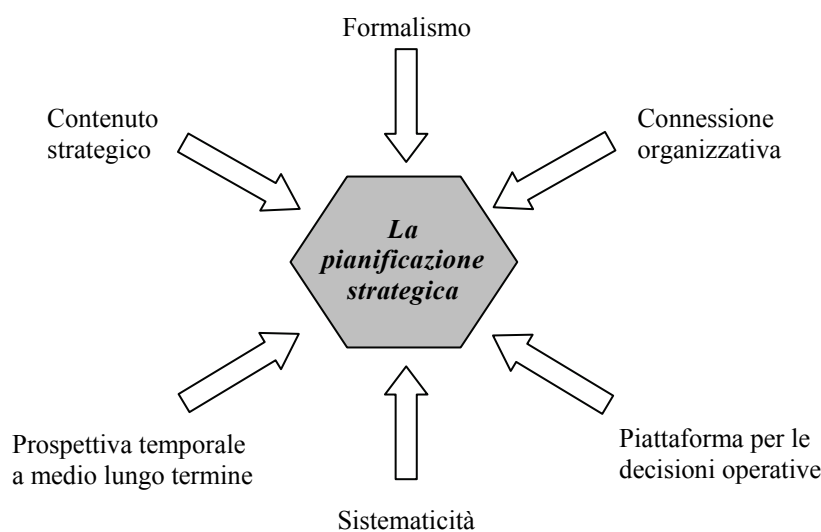 Formalismo
Contenuto
strategico
Connessione
organizzativa
La
pianificazione
strategica
Prospettiva temporale
a medio lungo termine
Piattaforma per le
decisioni operative
Sistematicità